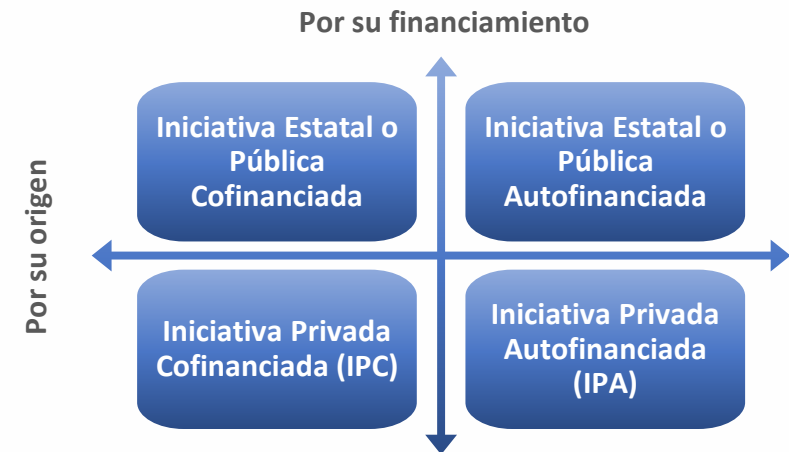 Por su financiamiento
Iniciativa Estatal o
Pública
Cofinanciada
Iniciativa Estatal o
Pública
Autofinanciada
Por su origen
Iniciativa Privada
Cofinanciada (IPC)
Iniciativa Privada
Autofinanciada
(IPA)